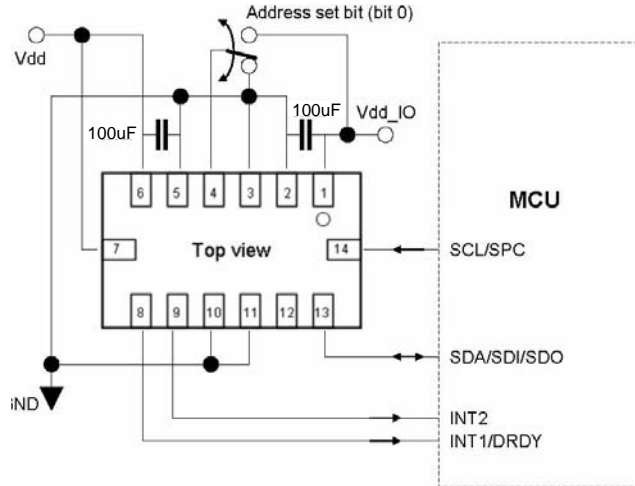 Address set bit (bit 0)
Vdd
100uF
100uF
Vdd_IO
6 5 4 3 2 1
MCU
7 Top view 14
SCL/SPC
8 9 10 11 12 13
SDA/SDI/SDO
GND
INT2
INT1/DRDY